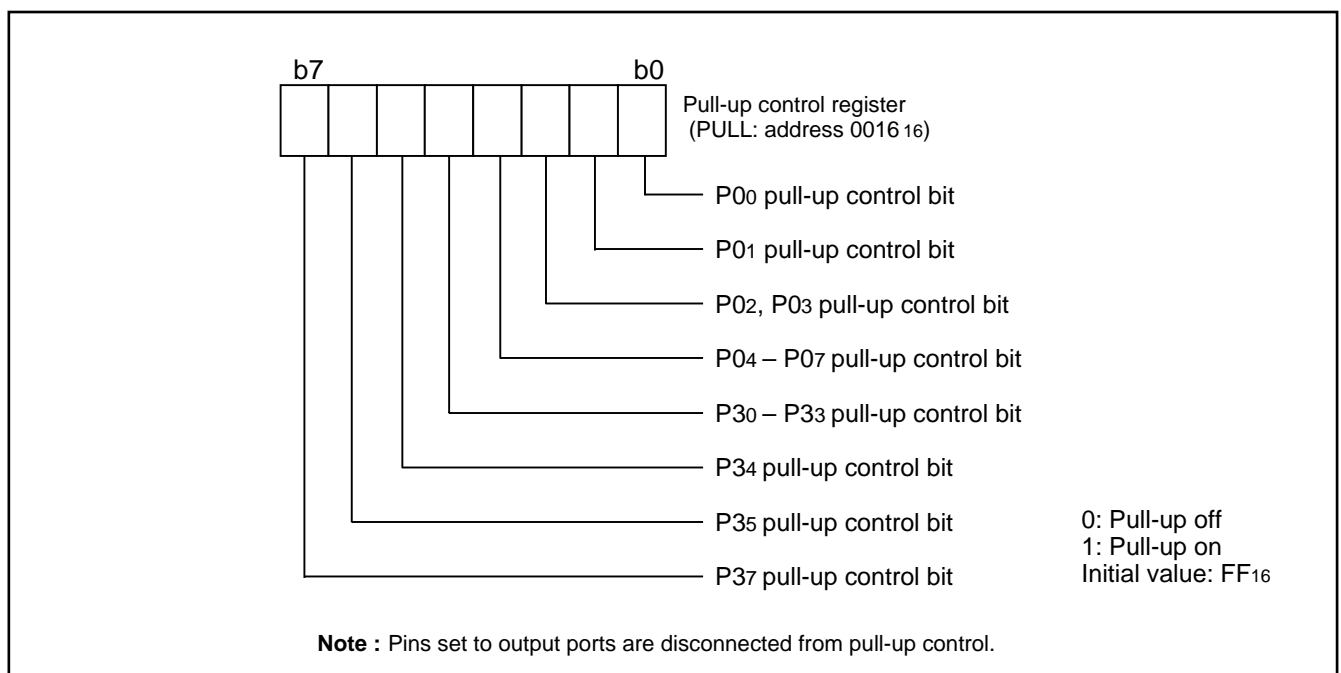 b7 b0
Pull-up control register
(PULL: address 0016 16)
P00 pull-up control bit
P01 pull-up control bit
P02, P03 pull-up control bit
P04 – P07 pull-up control bit
P30 – P33 pull-up control bit
P34 pull-up control bit
P35 pull-up control bit
P37 pull-up control bit
0: Pull-up off
1: Pull-up on
Initial value: FF16
Note : Pins set to output ports are disconnected from pull-up control.